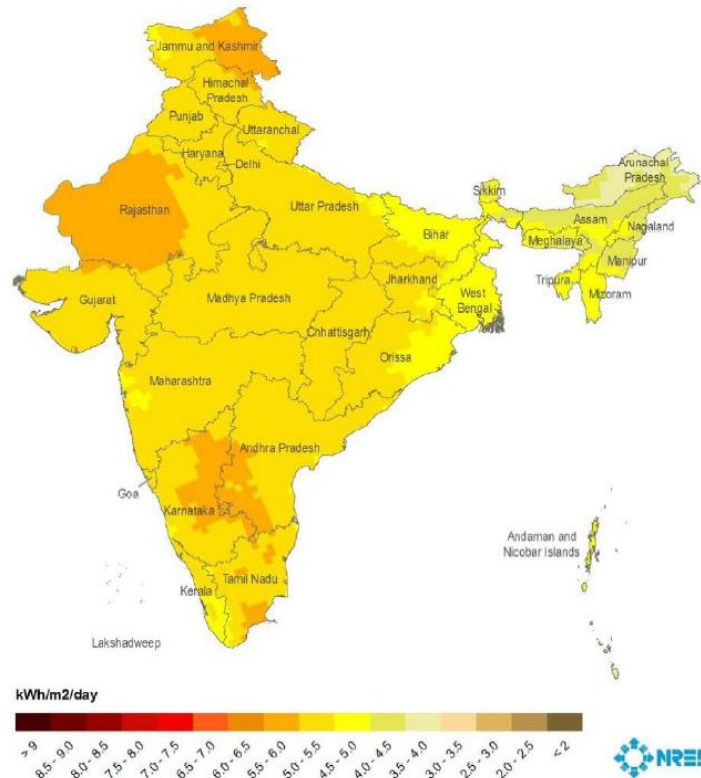 Jammu and Kashmir
Himachal
Pradesh
Punjab
Uttaranchal
Haryana
Delhi
Rajasthan
Uttar Pradesh
Sikkim
Arunachal
Pradesh
Assam
Nagaland
Bihar
Meghalaya
Manipur
Jharkhand
West
Bengal
Tripura
Mizoram
Gujarat
Madhya Pradesh
Chhattisgarh
Orissa
Maharashtra
Andhra Pradesh
Goa
Karnataka
Andaman and
Nicobar Islands
Tamil Nadu
Kerala
Lakshadweep
kWh/m2/day
> 9
8.5 - 9.0
8.0 - 8.5
7.5 - 8.0
7.0 - 7.5
6.5 - 7.0
6.0 - 6.5
5.5 - 6.0
5.0 - 5.5
4.5 - 5.0
4.0 - 4.5
3.5 - 4.0
3.0 - 3.5
2.5 - 3.0
2.0 - 2.5
< 2